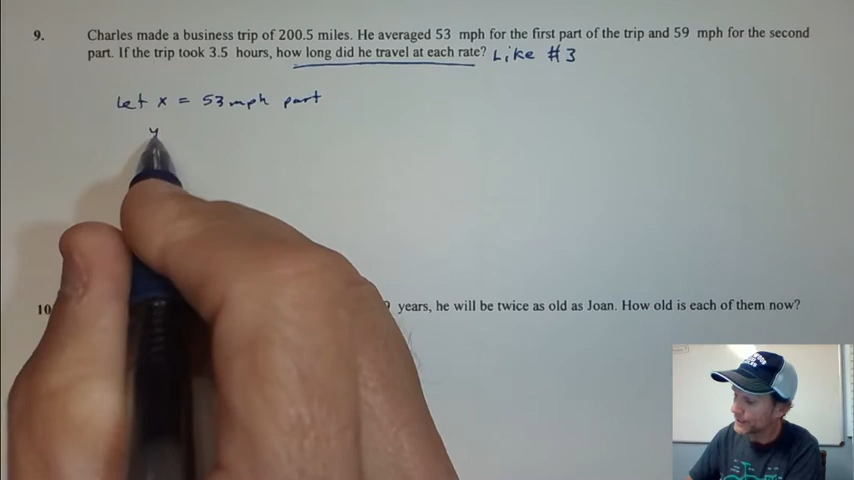 9. Charles made a business trip of 200.5 miles. He averaged 53 mph for the first part of the trip and 59 mph for the second
part. If the trip took 3.5 hours, how long did he travel at each rate? Like #3
Let x = 53 mph part
y
10 years, he will be twice as old as Joan. How old is each of them now?